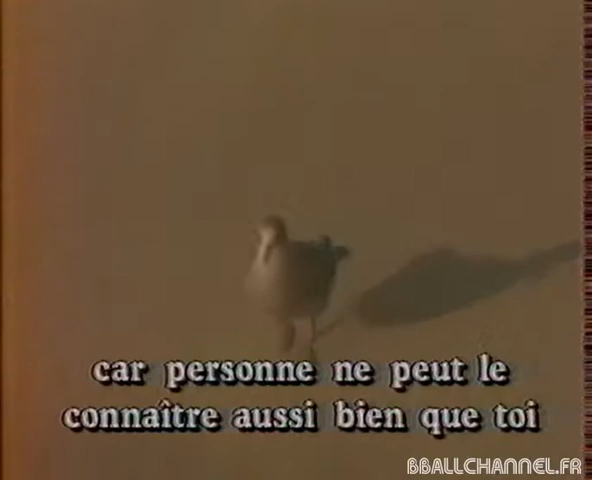 car personne ne peut le
connaître aussi bien que toi
BBALLCHANNEL.FR